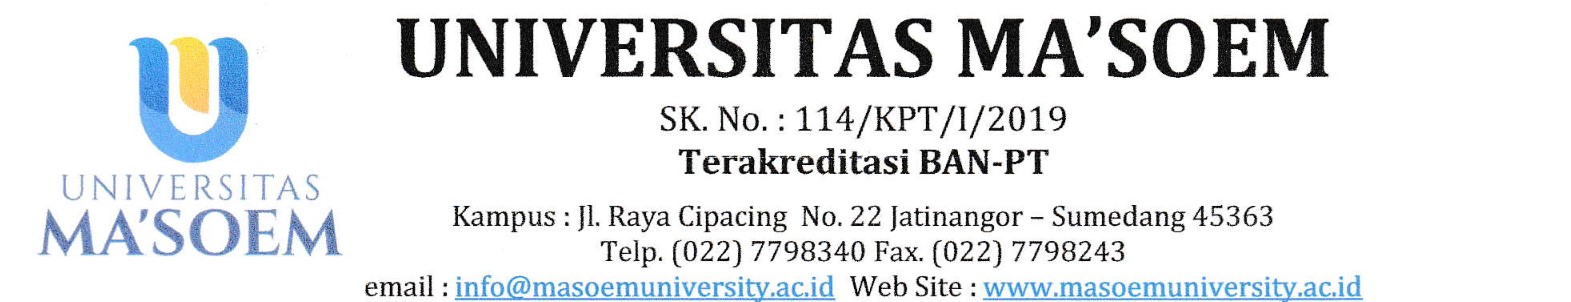 UNIVERSITAS MA'SOEM
SK. No. : 114/KPT/I/2019
Terakreditasi BAN-PT
Kampus : Jl. Raya Cipacing No. 22 Jatinangor – Sumedang 45363
Telp. (022) 7798340 Fax. (022) 7798243
email : info@masoemuniversity.ac.id Web Site : www.masoemuniversity.ac.id
UNIVERSITAS
MA'SOEM